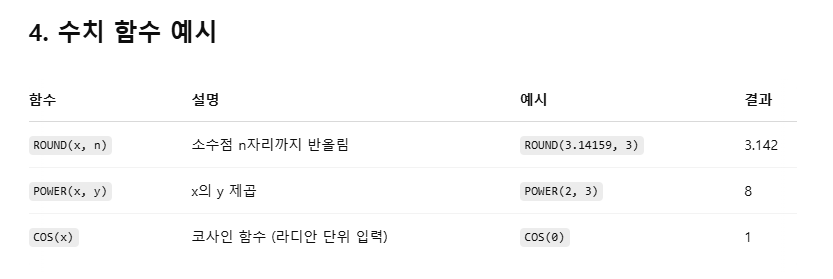 4. 수치 함수 예시
함수 설명 예시 결과
ROUND(x, n) 소수점 n자리까지 반올림 ROUND(3.14159, 3) 3.142
POWER(x, y) x의 y 제곱 POWER(2, 3) 8
COS(x) 코사인 함수 (라디안 단위 입력) COS(0) 1